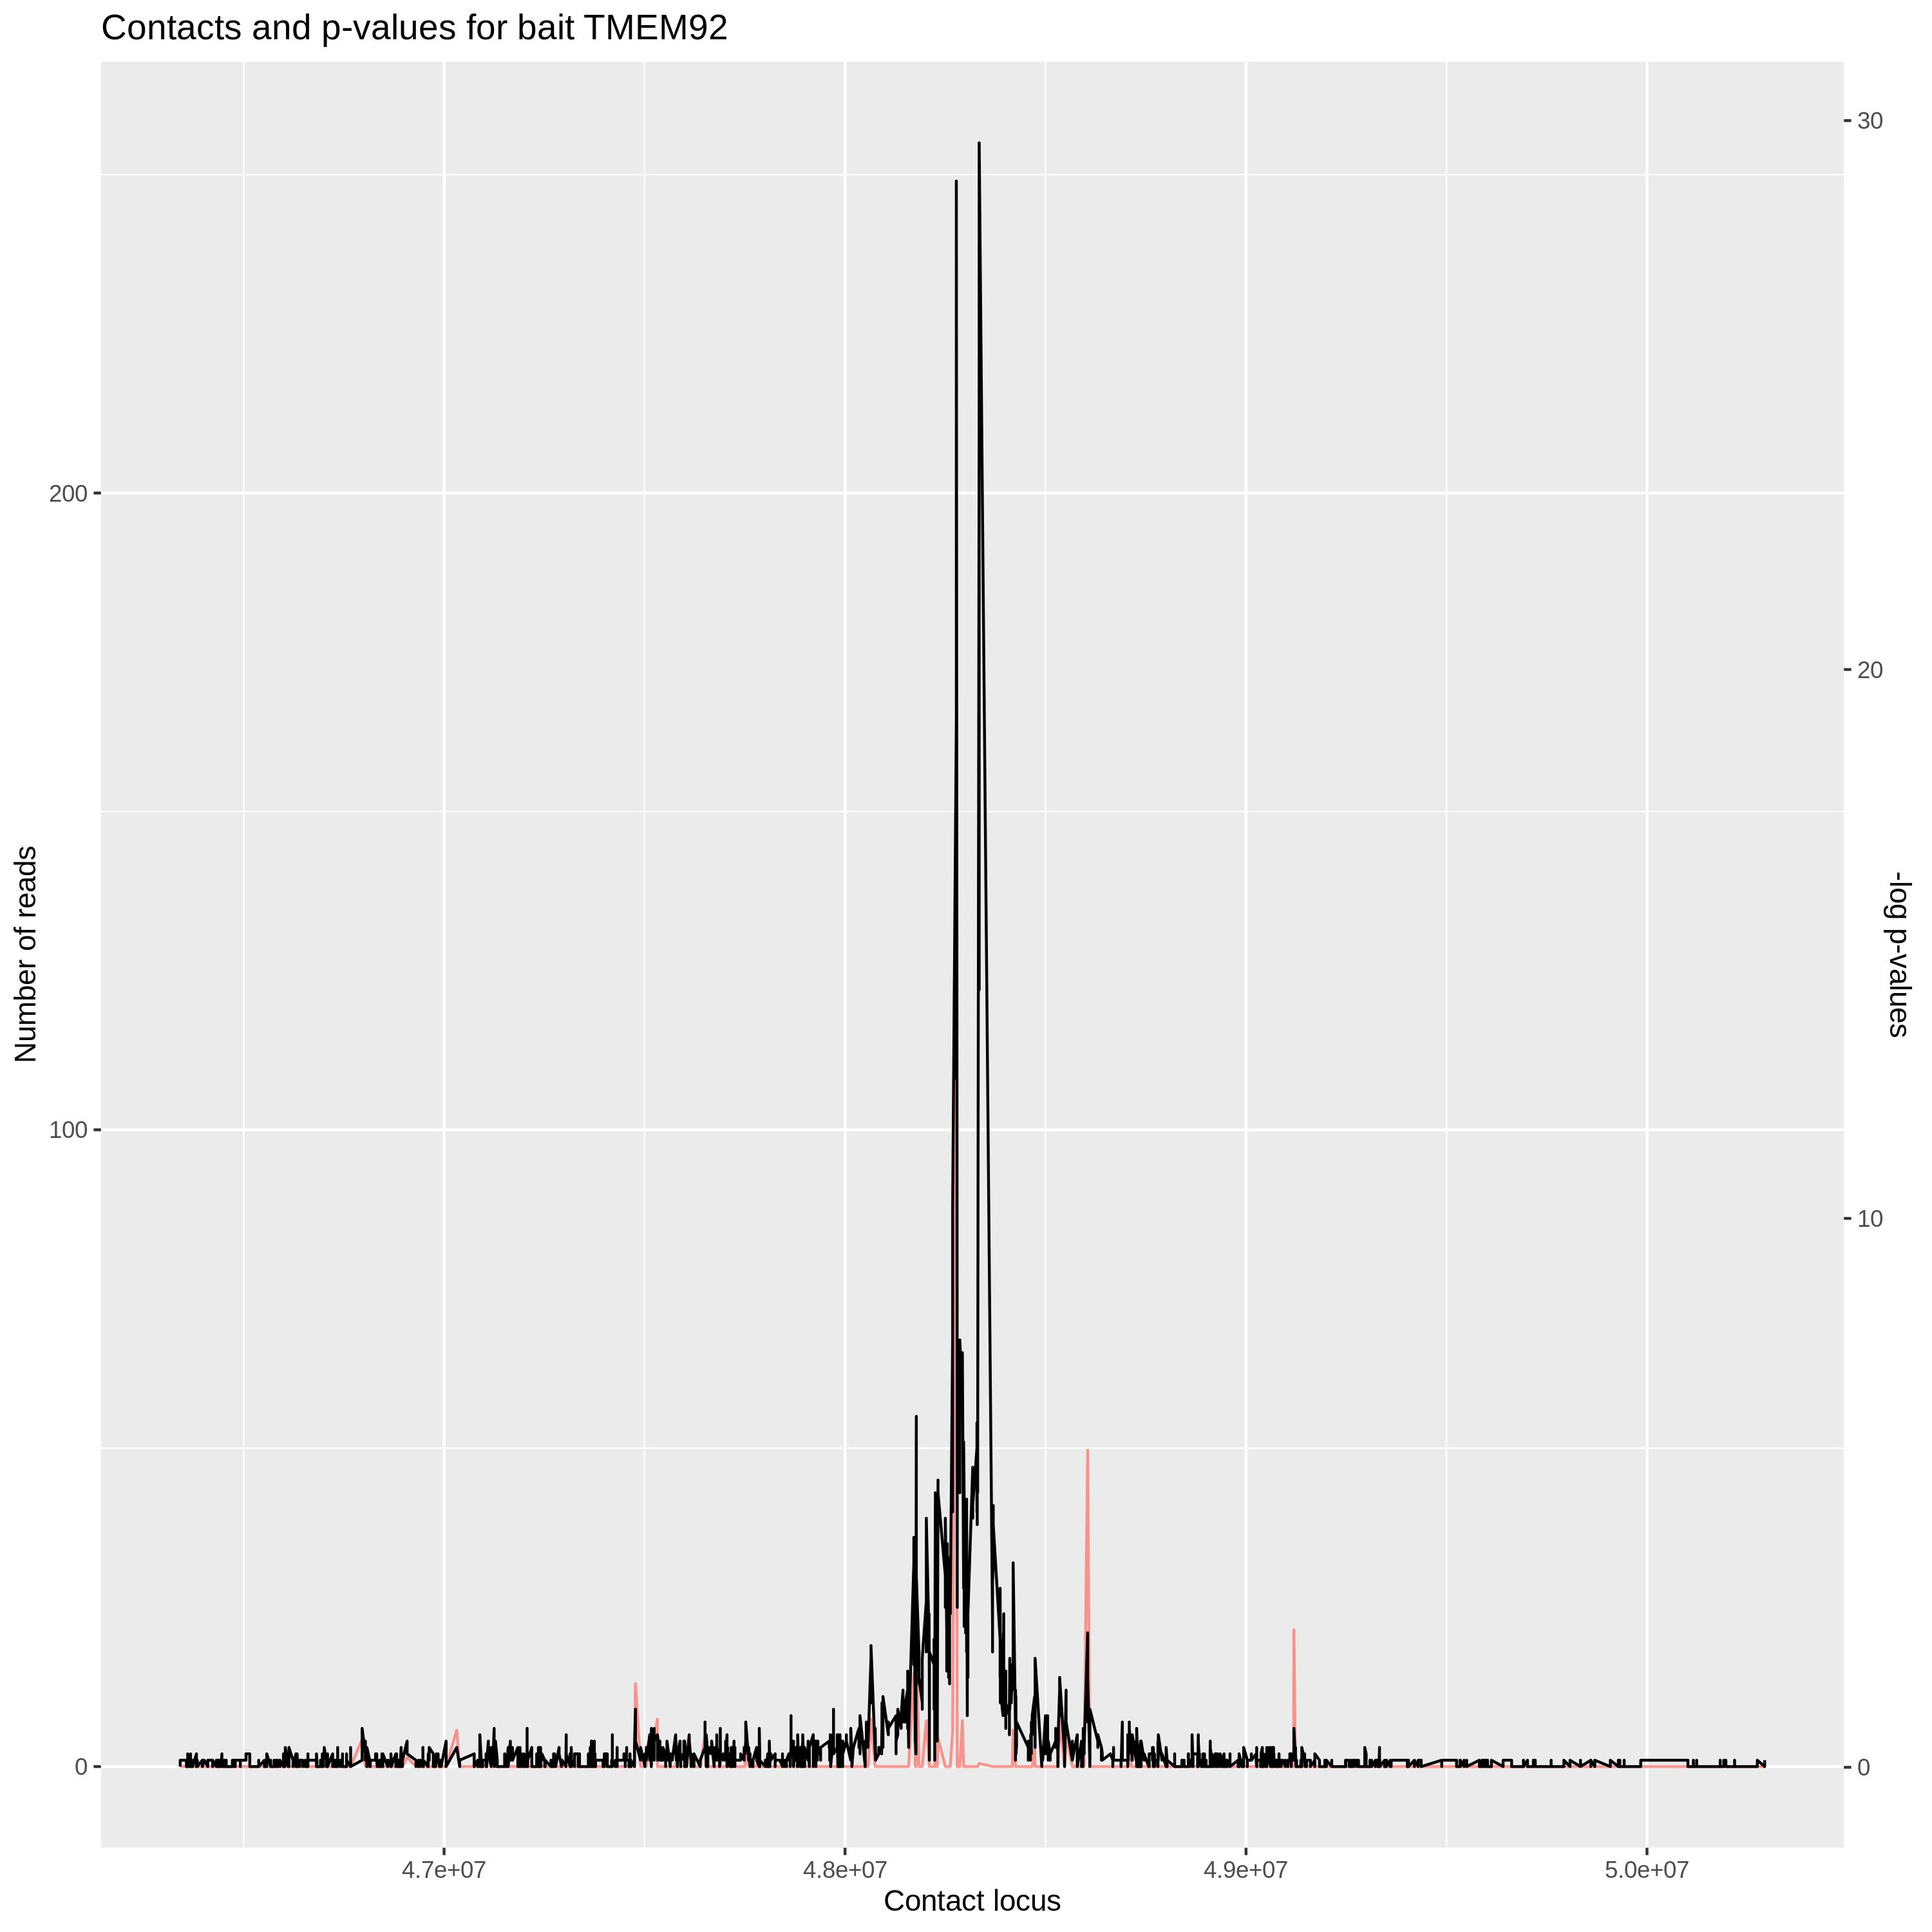 Contacts and p-values for bait TMEM92
30
200
20
Number of reads
-log p-values
100
10
0
0
4.7e+07
4.8e+07
4.9e+07
5.0e+07
Contact locus